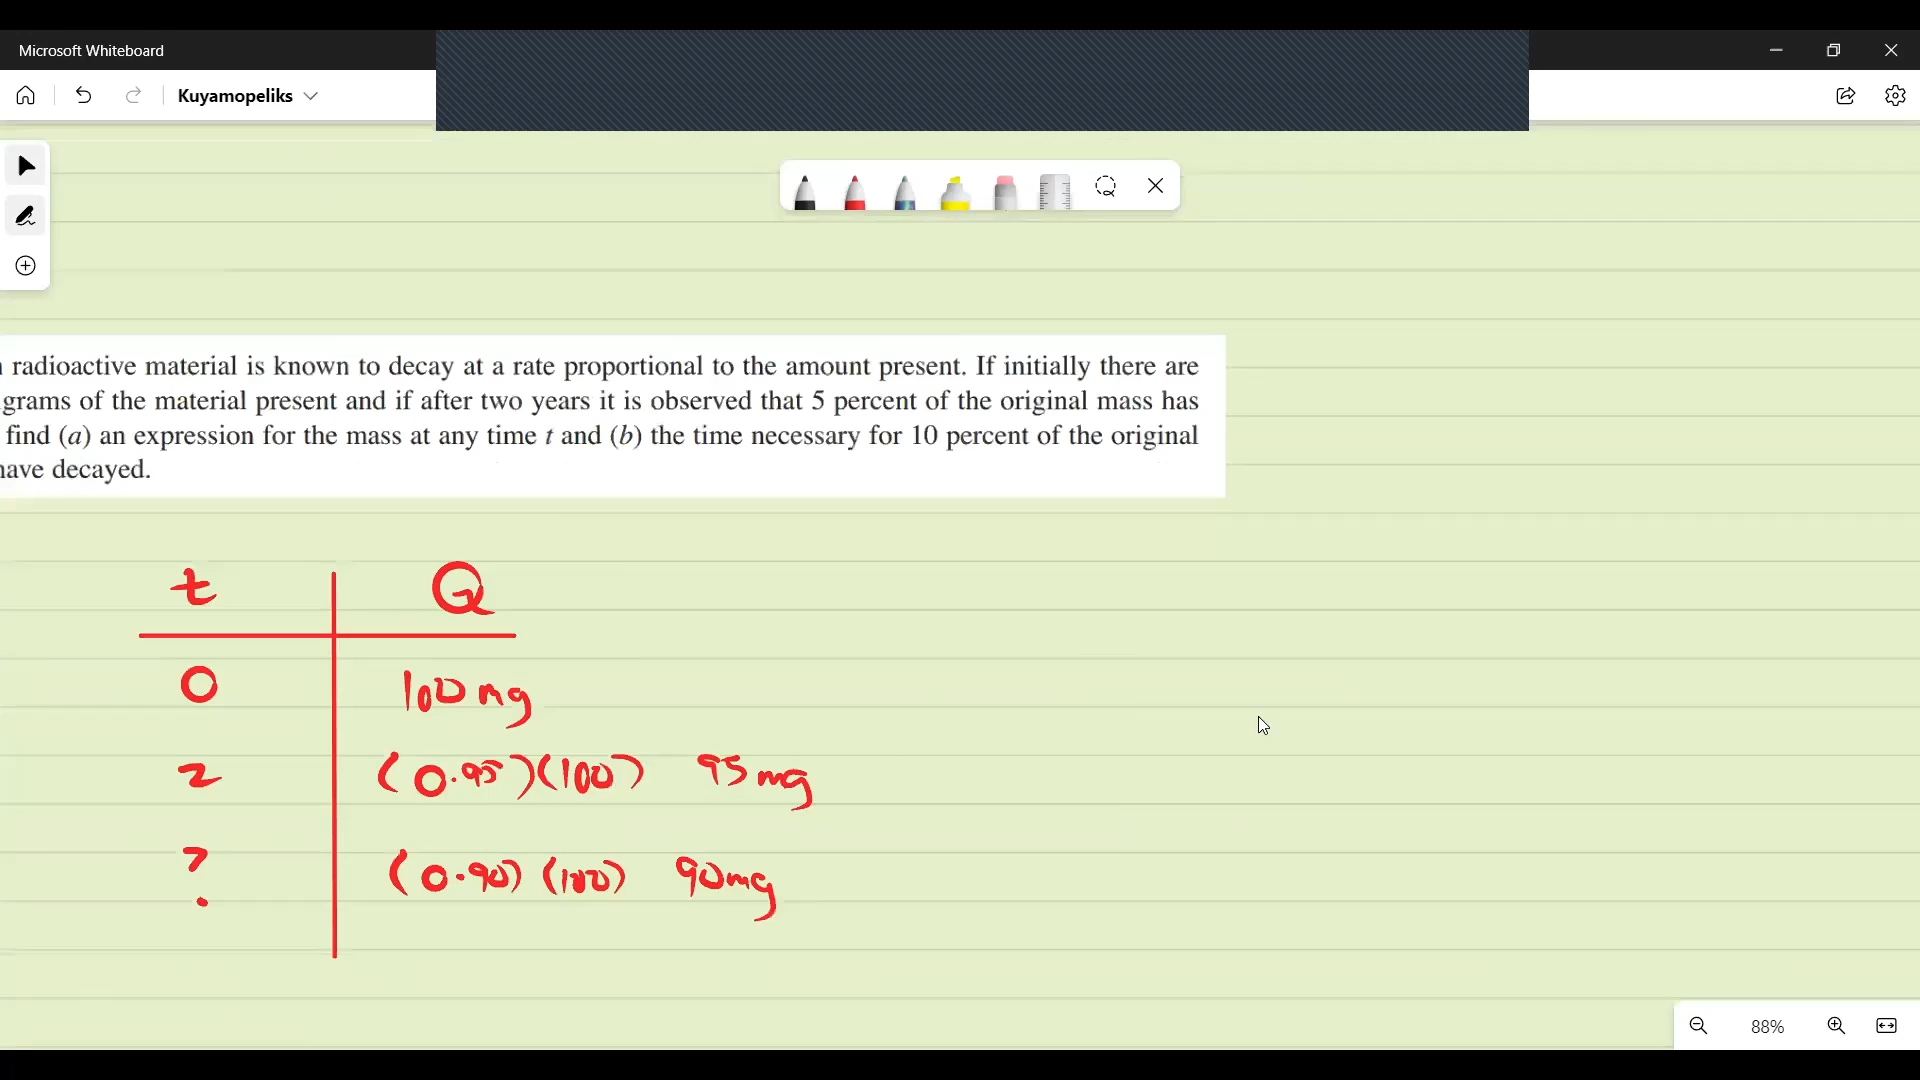 Microsoft Whiteboard
Kuyamopeliks
radioactive material is known to decay at a rate proportional to the amount present. If initially there are
grams of the material present and if after two years it is observed that 5 percent of the original mass has
find (a) an expression for the mass at any time t and (b) the time necessary for 10 percent of the original
have decayed.
t Q
0 100 mg
2 (0.95)(100) 95 mg
? (0.90)(100) 90mg
88%